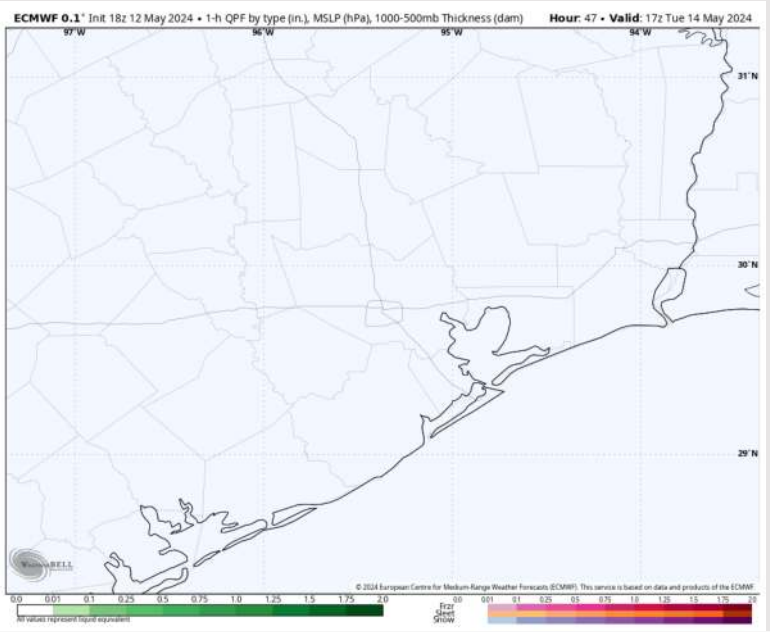 ECMWF 0.1° Init 18z 12 May 2024 • 1-h QPF by type (in.), MSLP (hPa), 1000-500mb Thickness (dam) Hour: 47 • Valid: 17z Tue 14 May 2024
97°W 96°W 95°W 94°W
31°N
30°N
29°N
WeatherBELL
© 2024 European Centre for Medium-Range Weather Forecasts (ECMWF). This service is based on data and products of the ECMWF
0.0 0.01 0.1 0.25 0.5 0.75 1.00 1.25 1.50 1.75 2.0
All values represent liquid equivalent
0.0 0.01 0.1 0.25 0.50 0.75 1.00 1.25 1.5 1.75 2.0
Frzr
Sleet
Snow